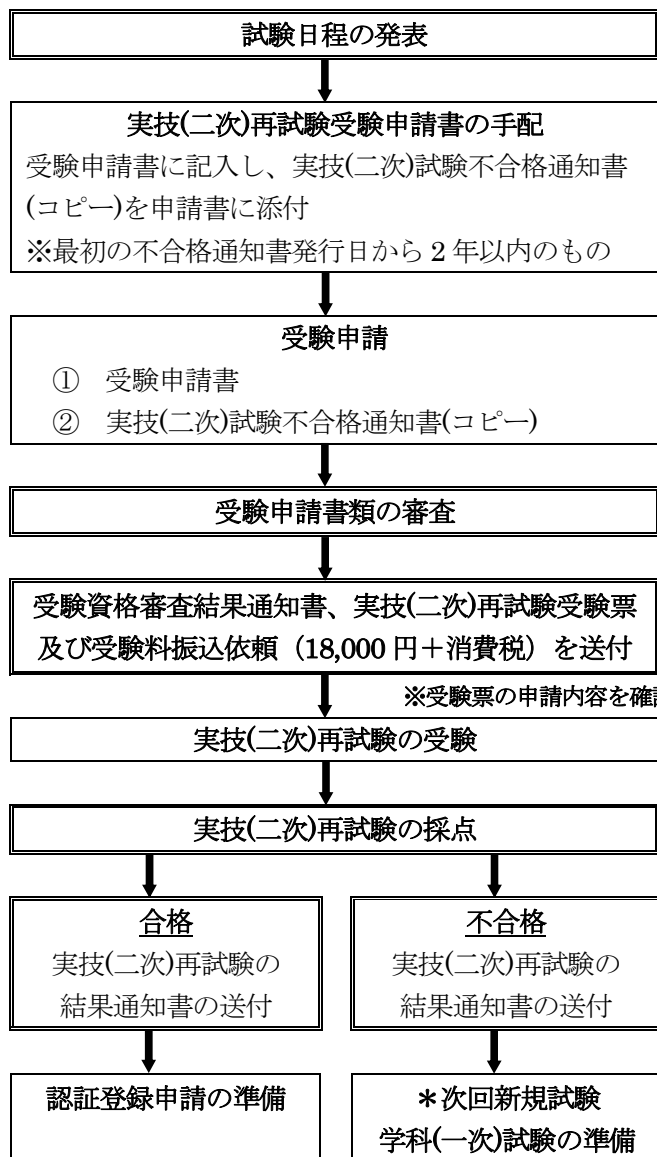 試験日程の発表
実技(二次)再試験受験申請書の手配
受験申請書に記入し、実技(二次)試験不合格通知書
(コピー)を申請書に添付
※最初の不合格通知書発行日から 2 年以内のもの
受験申請
① 受験申請書
② 実技(二次)試験不合格通知書(コピー)
受験申請書類の審査
受験資格審査結果通知書、実技(二次)再試験受験票
及び受験料振込依頼（18,000 円＋消費税）を送付
※受験票の申請内容を確認
実技(二次)再試験の受験
実技(二次)再試験の採点
合格
実技(二次)再試験の
結果通知書の送付
不合格
実技(二次)再試験の
結果通知書の送付
認証登録申請の準備
＊次回新規試験
学科(一次)試験の準備